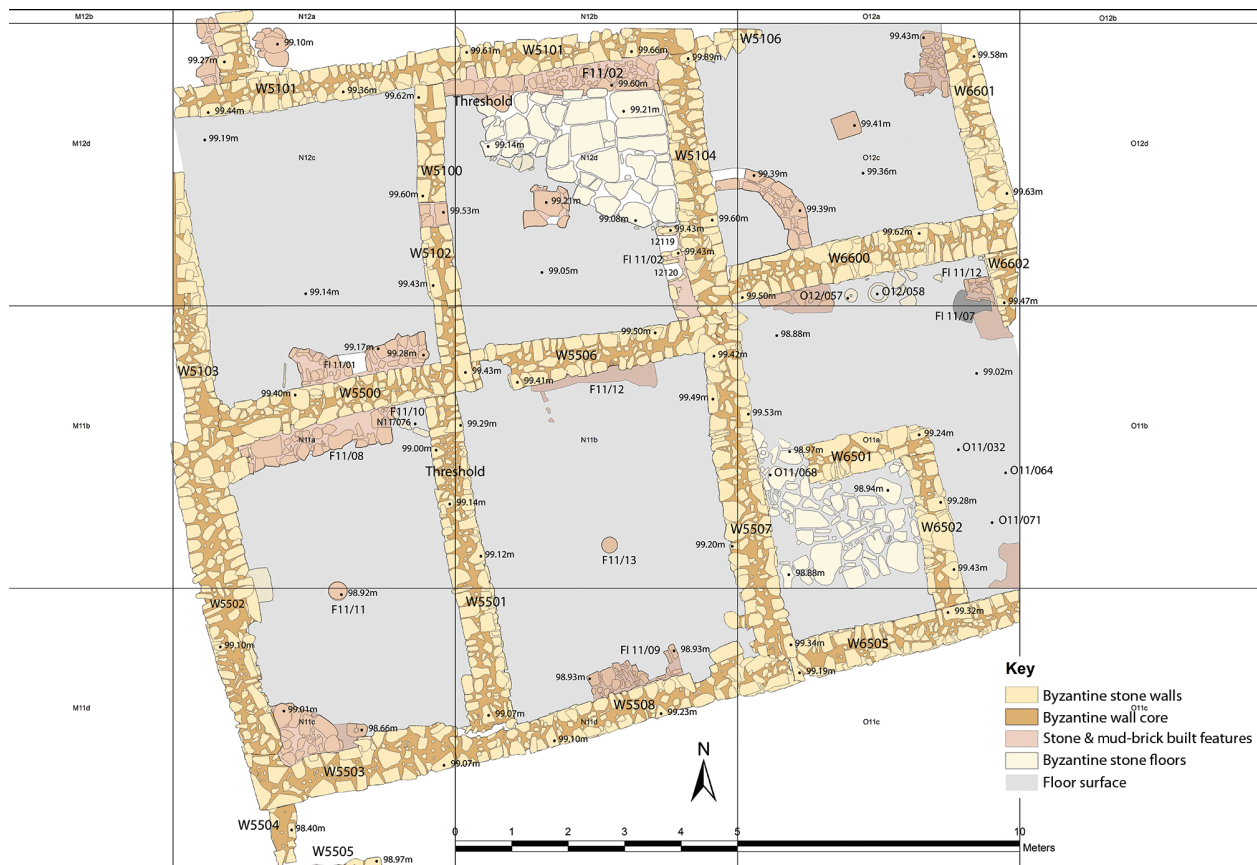 M12b N12a N12b O12a O12b
99.10m
99.27m
W5101
99.36m
99.44m
99.19m
99.62m
99.61m
W5101
99.66m
W5106
99.89m
F11/02
99.60m
Threshold
99.21m
99.14m
99.43m
99.58m
W6601
99.41m
M12d
N12c
N12d
O12c
O12d
W5100
W5104
99.36m
99.39m
99.39m
99.60m
99.53m
99.21m
99.08m
99.43m
99.60m
99.63m
12119
99.43m
FI 11/02
12120
99.62m
W6600
W6602
W5102
99.05m
99.43m
99.14m
FI 11/12
99.50m
O12/057
O12/058
99.47m
FI 11/07
98.88m
99.50m
99.17m
99.28m
FI 11/01
W5506
99.42m
W5103
99.43m
99.41m
99.02m
99.40m
W5500
F11/12
99.49m
99.53m
F11/10
N11/076
99.29m
M11b
N11a
N11b
O11a
O11b
99.24m
99.00m
F11/08
98.97m
W6501
O11/032
Threshold
O11/068
O11/064
98.94m
99.14m
99.28m
O11/071
W5507
W6502
99.20m
F11/13
99.12m
98.88m
99.43m
98.92m
F11/11
W5502
W5501
99.32m
99.10m
99.34m
W6505
FI 11/09
98.93m
98.93m
99.19m
M11d
99.01m
N11c
98.66m
99.07m
W5508
99.23m
N11d
O11c
99.10m
W5503
99.07m
W5504
98.40m
W5505
98.97m
N
0 1 2 3 4 5 10
Meters
Key
Byzantine stone walls
O11c
Byzantine wall core
Stone & mud-brick built features
Byzantine stone floors
Floor surface